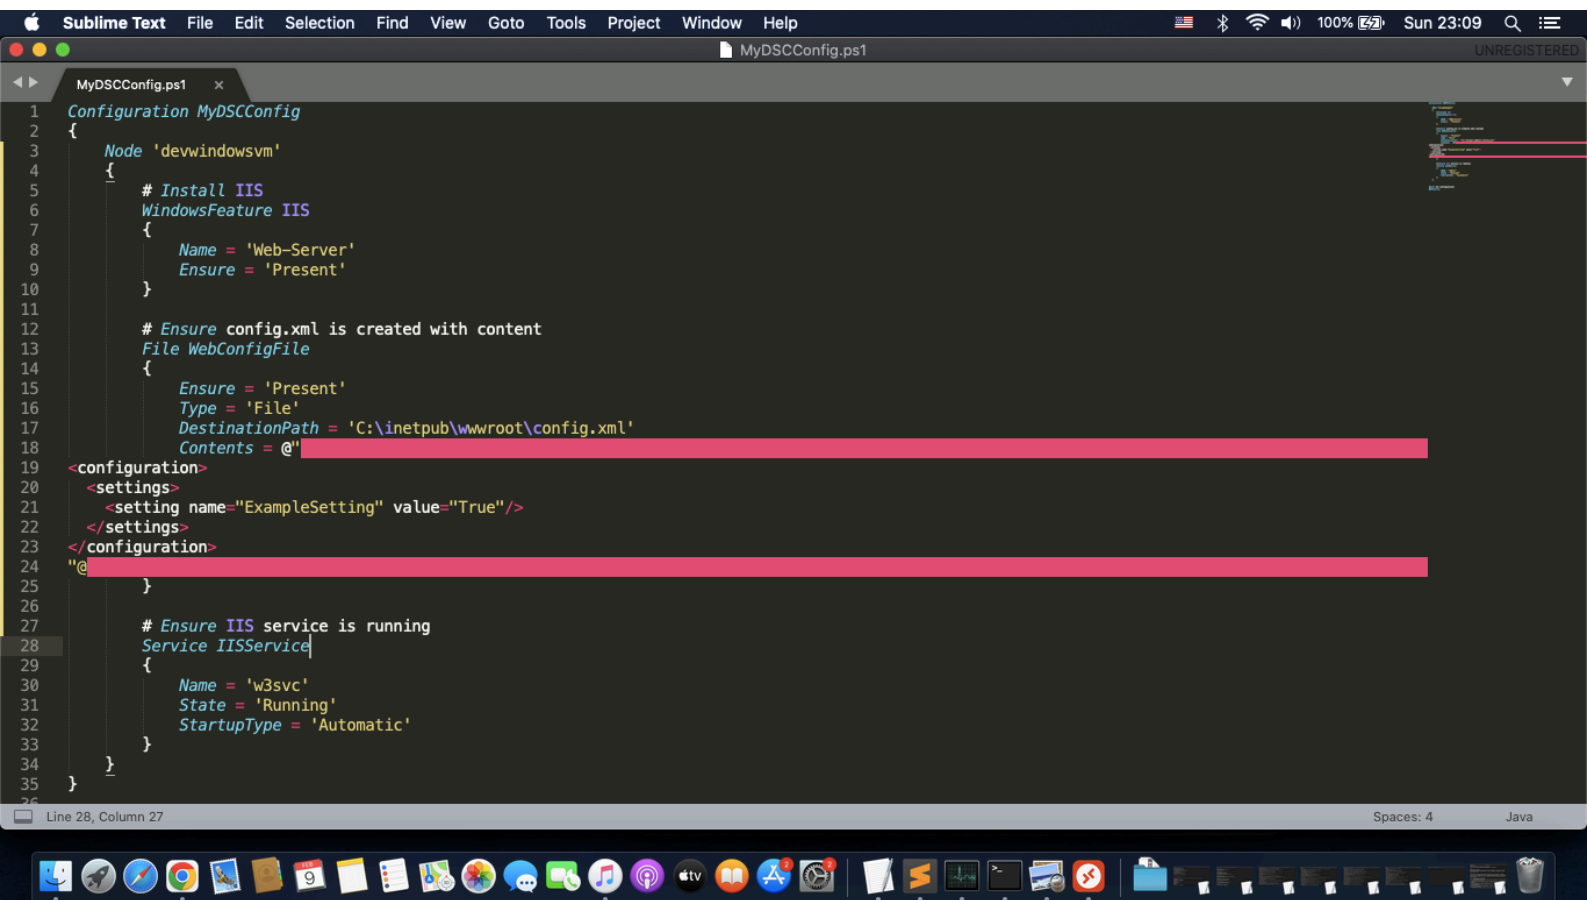 Sublime Text File Edit Selection Find View Goto Tools Project Window Help 100% Sun 23:09
MyDSCConfig.ps1 UNREGISTERED
MyDSCConfig.ps1 ×
1 Configuration MyDSCConfig
2 {
3 Node 'devwindowsvm'
4 {
5 # Install IIS
6 WindowsFeature IIS
7 {
8 Name = 'Web-Server'
9 Ensure = 'Present'
10 }
11
12 # Ensure config.xml is created with content
13 File WebConfigFile
14 {
15 Ensure = 'Present'
16 Type = 'File'
17 DestinationPath = 'C:\inetpub\wwwroot\config.xml'
18 Contents = @"
19 <configuration>
20 <settings>
21 <setting name="ExampleSetting" value="True"/>
22 </settings>
23 </configuration>
24 "@
25 }
26
27 # Ensure IIS service is running
28 Service IISService
29 {
30 Name = 'w3svc'
31 State = 'Running'
32 StartupType = 'Automatic'
33 }
34 }
35 }
36
Line 28, Column 27 Spaces: 4 Java
FEB
9
tv
2
2